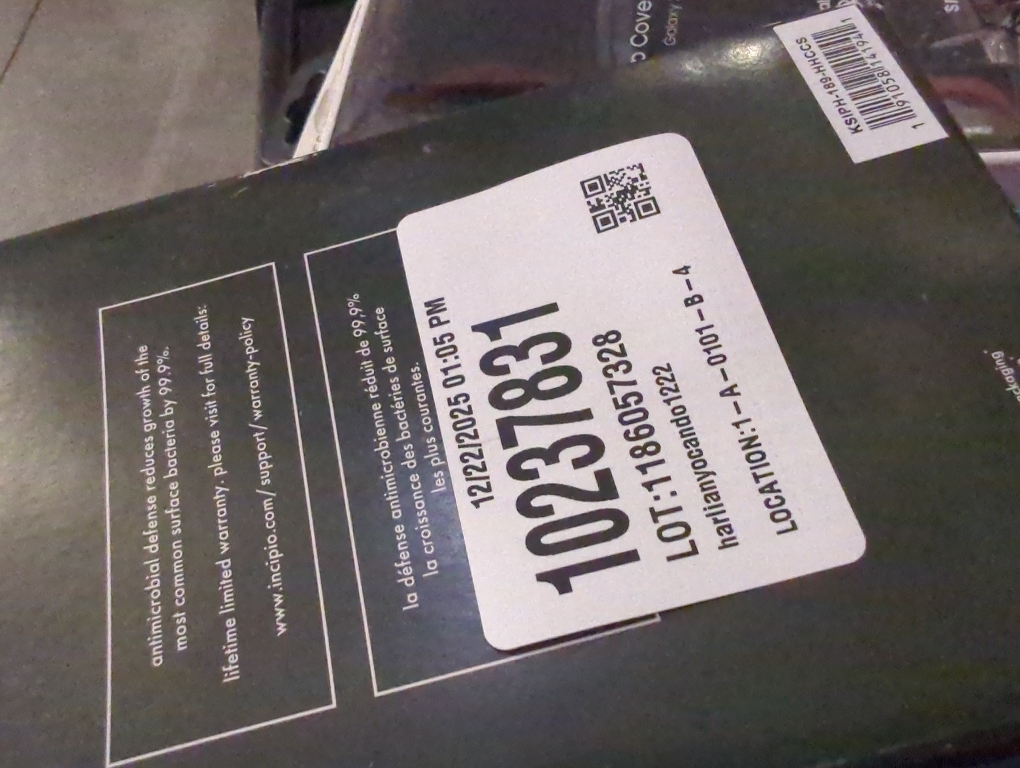 antimicrobial defense reduces growth of the
most common surface bacteria by 99.9%.
lifetime limited warranty. please visit for full details:
www.incipio.com/support/warranty-policy
la défense antimicrobienne réduit de 99,9%
la croissance des bactéries de surface
les plus courantes.
12/22/2025 01:05 PM
10237831
LOT:1186057328
harlianyocando1222
LOCATION:1-A-0101-B-4
KSIPH-189-HHCCS
Cove
Galaxy